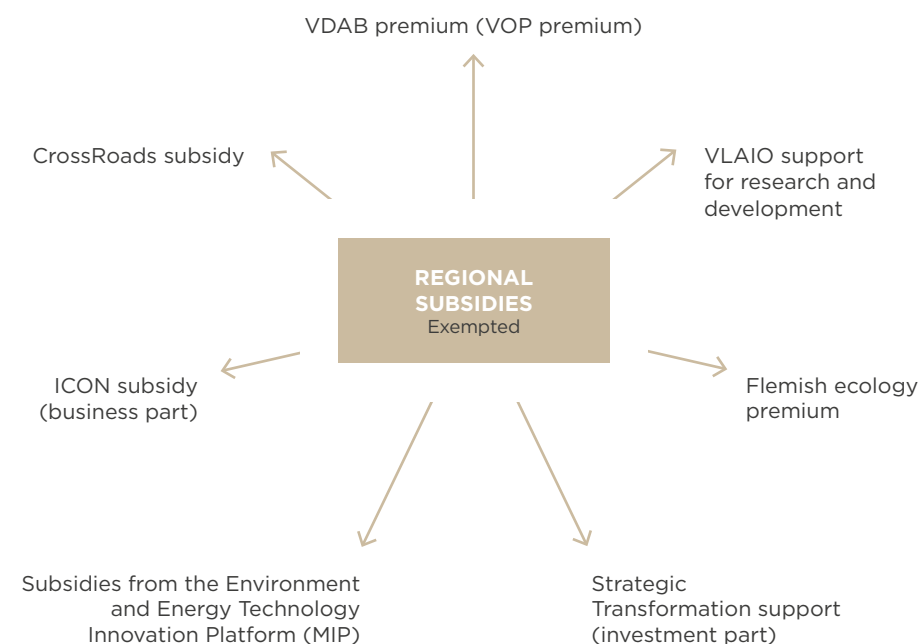 VDAB premium (VOP premium)
CrossRoads subsidy
VLAIO support
for research and
development
REGIONAL
SUBSIDIES
Exempted
ICON subsidy
(business part)
Flemish ecology
premium
Subsidies from the Environment
and Energy Technology
Innovation Platform (MIP)
Strategic
Transformation support
(investment part)